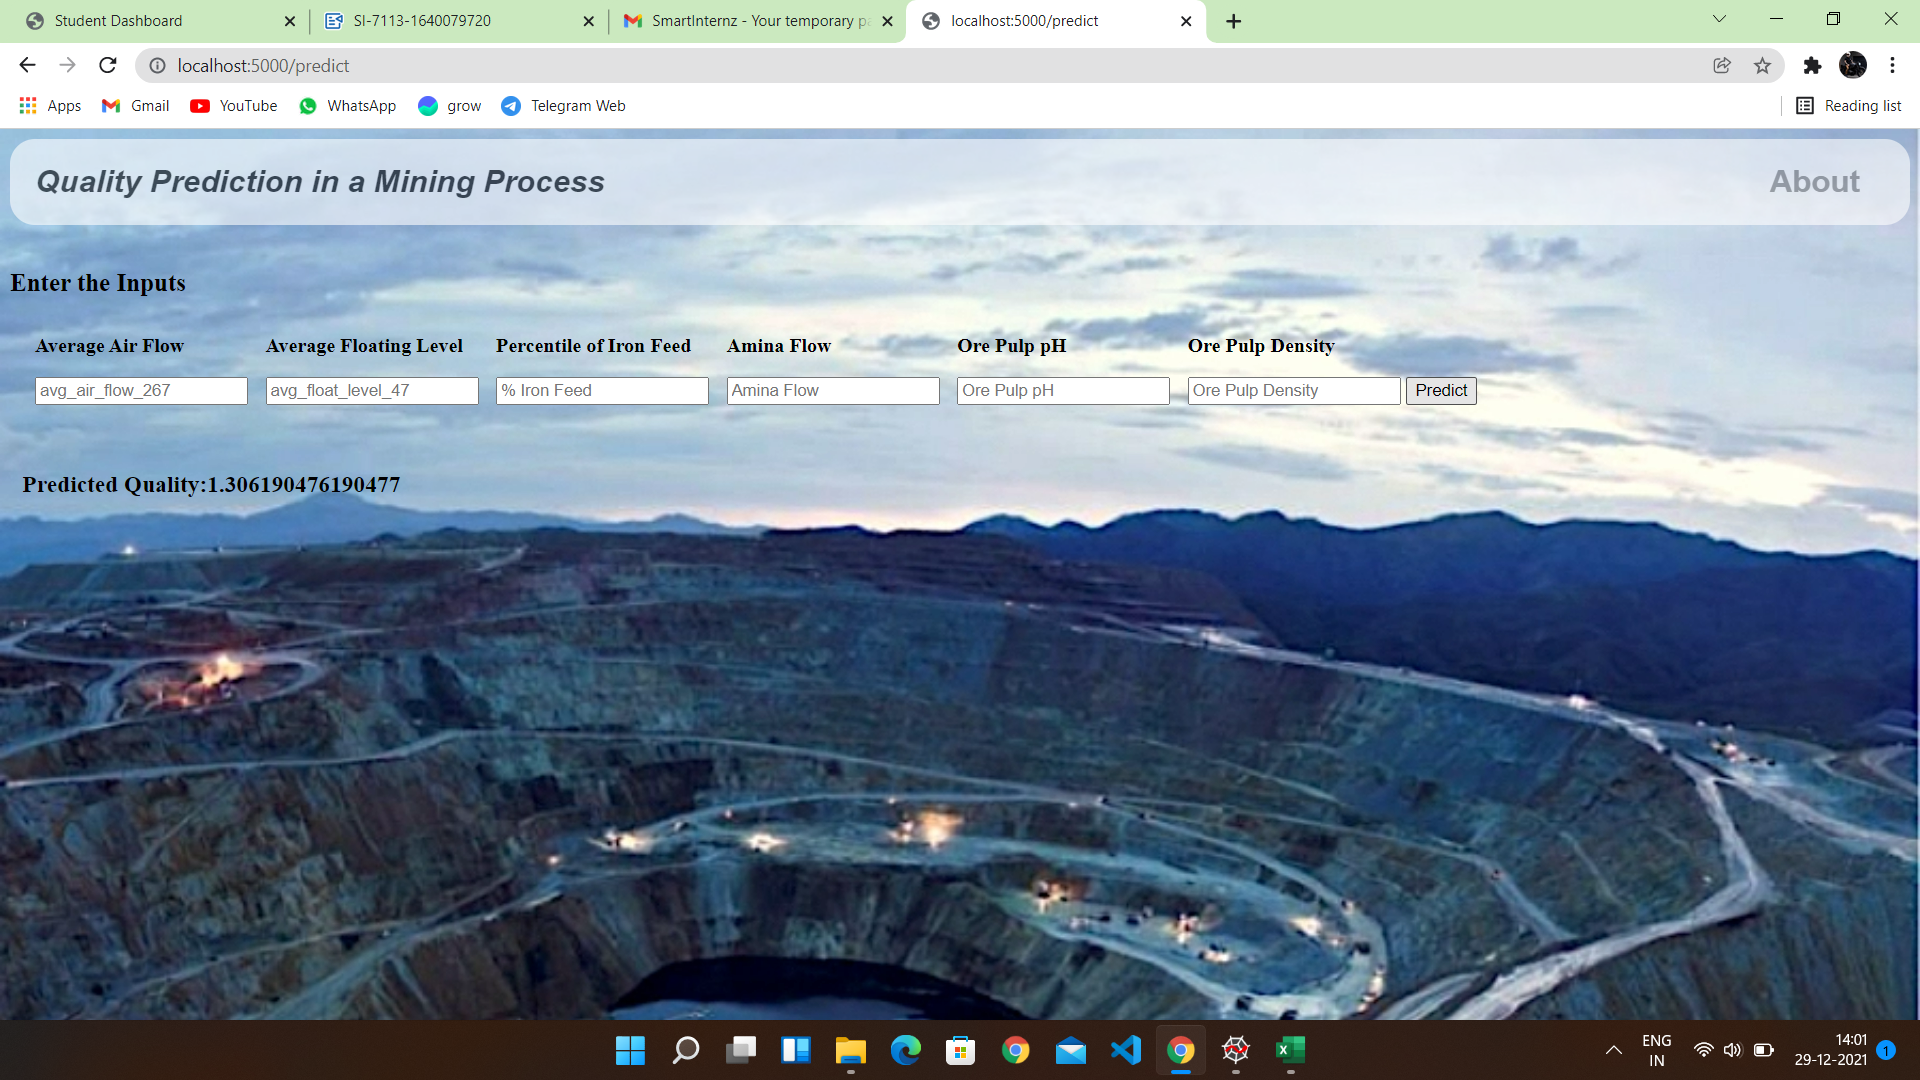 Student Dashboard
SI-7113-1640079720
SmartInternz - Your temporary pa
localhost:5000/predict
localhost:5000/predict
Apps
Gmail
YouTube
WhatsApp
grow
Telegram Web
Reading list
Quality Prediction in a Mining Process
About
Enter the Inputs
Average Air Flow
Average Floating Level
Percentile of Iron Feed
Amina Flow
Ore Pulp pH
Ore Pulp Density
avg_air_flow_267
avg_float_level_47
% Iron Feed
Amina Flow
Ore Pulp pH
Ore Pulp Density
Predict
Predicted Quality:1.306190476190477
ENG
IN
14:01
29-12-2021
1